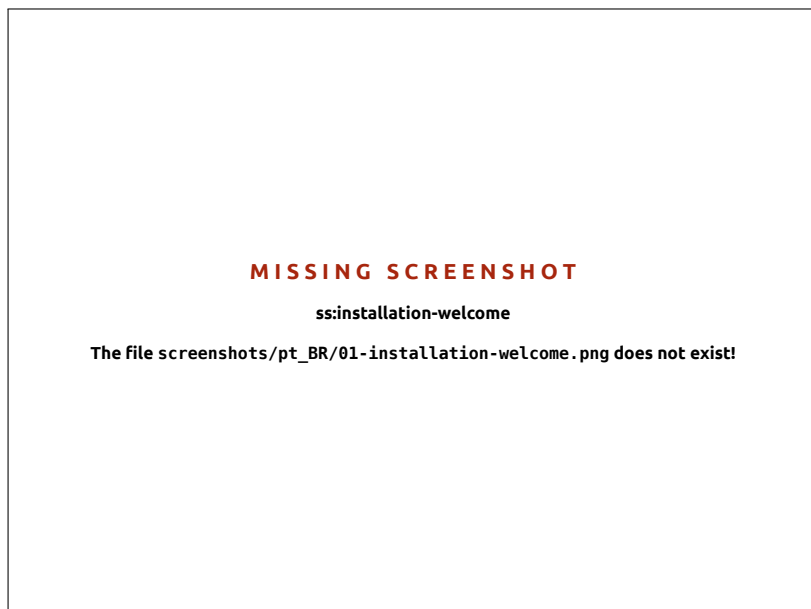 MISSING SCREENSHOT
ss:installation-welcome
The file screenshots/pt_BR/01-installation-welcome.png does not exist!